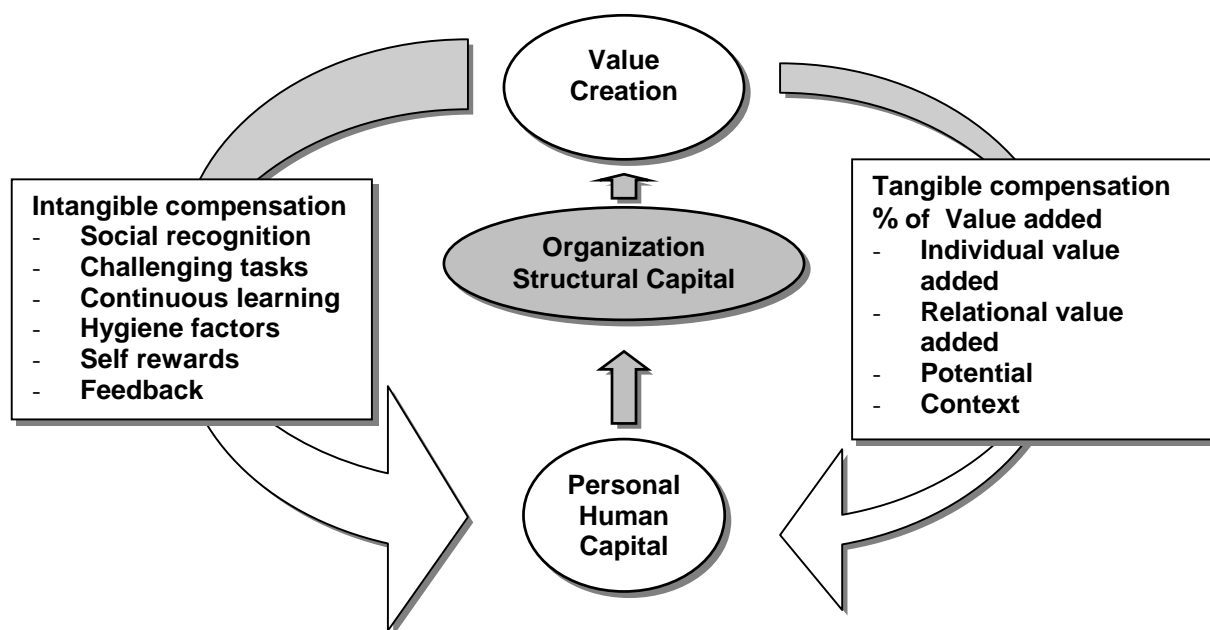 Value
Creation
Intangible compensation
- Social recognition
- Challenging tasks
- Continuous learning
- Hygiene factors
- Self rewards
- Feedback
Organization
Structural Capital
Tangible compensation
% of Value added
- Individual value
added
- Relational value
added
- Potential
- Context
Personal
Human
Capital